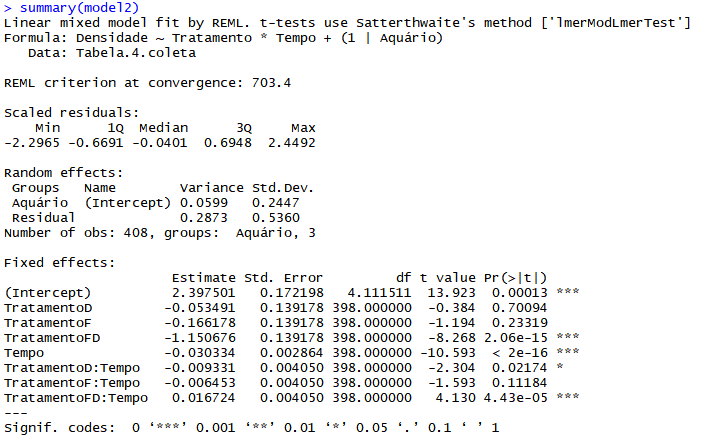 > summary(model2)
Linear mixed model fit by REML. t-tests use Satterthwaite's method ['lmerModLmerTest']
Formula: Densidade ~ Tratamento * Tempo + (1 | Aquário)
   Data: Tabela.4.coleta

REML criterion at convergence: 703.4

Scaled residuals:
    Min      1Q  Median      3Q     Max
-2.2965 -0.6691 -0.0401  0.6948  2.4492

Random effects:
 Groups   Name        Variance Std.Dev.
 Aquário  (Intercept) 0.0599   0.2447
 Residual             0.2873   0.5360
Number of obs: 408, groups:  Aquário, 3

Fixed effects:
                    Estimate Std. Error         df t value Pr(>|t|)
(Intercept)         2.397501   0.172198   4.111511  13.923  0.00013 ***
TratamentoD        -0.053491   0.139178 398.000000  -0.384  0.70094
TratamentoF        -0.166178   0.139178 398.000000  -1.194  0.23319
TratamentoFD       -1.150676   0.139178 398.000000  -8.268 2.06e-15 ***
Tempo              -0.030334   0.002864 398.000000 -10.593  < 2e-16 ***
TratamentoD:Tempo  -0.009331   0.004050 398.000000  -2.304  0.02174 *
TratamentoF:Tempo  -0.006453   0.004050 398.000000  -1.593  0.11184
TratamentoFD:Tempo  0.016724   0.004050 398.000000   4.130 4.43e-05 ***
---
Signif. codes:  0 ‘***’ 0.001 ‘**’ 0.01 ‘*’ 0.05 ‘.’ 0.1 ‘ ’ 1